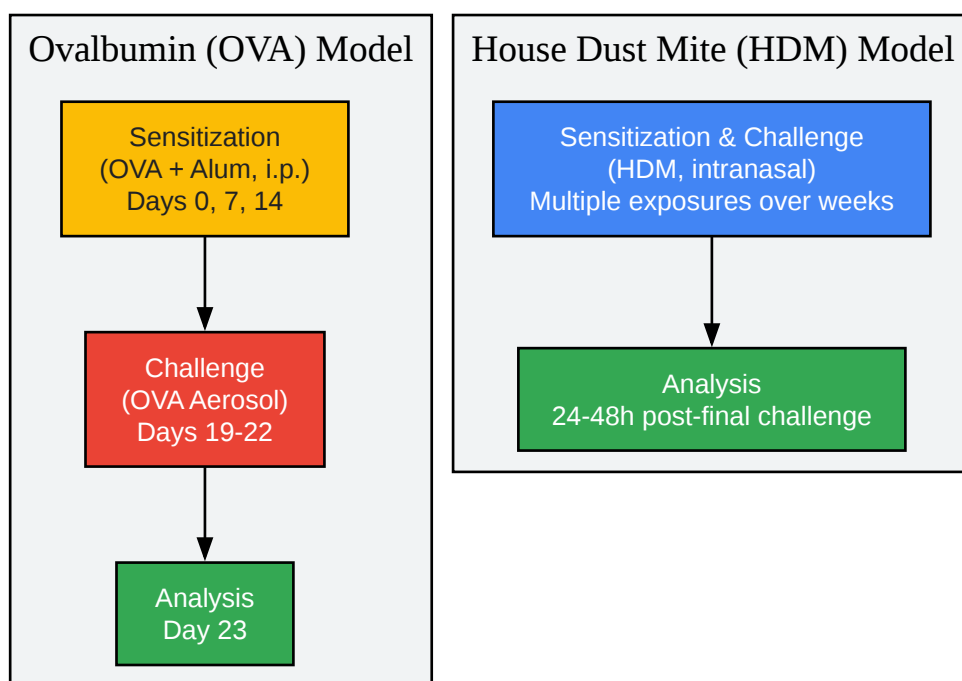 Ovalbumin (OVA) Model
Sensitization
(OVA + Alum, i.p.)
Days 0, 7, 14
Challenge
(OVA Aerosol)
Days 19-22
Analysis
Day 23
House Dust Mite (HDM) Model
Sensitization & Challenge
(HDM, intranasal)
Multiple exposures over weeks
Analysis
24-48h post-final challenge